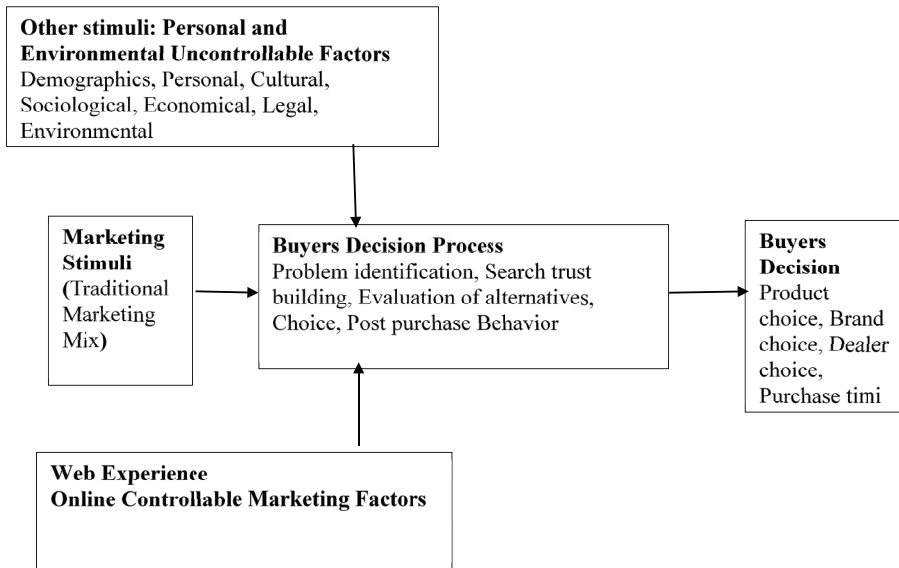 Other stimuli: Personal and
Environmental Uncontrollable Factors
Demographics, Personal, Cultural,
Sociological, Economical, Legal,
Environmental
Marketing
Stimuli
(Traditional
Marketing
Mix)
Buyers Decision Process
Problem identification, Search trust
building, Evaluation of alternatives,
Choice, Post purchase Behavior
Buyers
Decision
Product
choice, Brand
choice, Dealer
choice,
Purchase timi
Web Experience
Online Controllable Marketing Factors